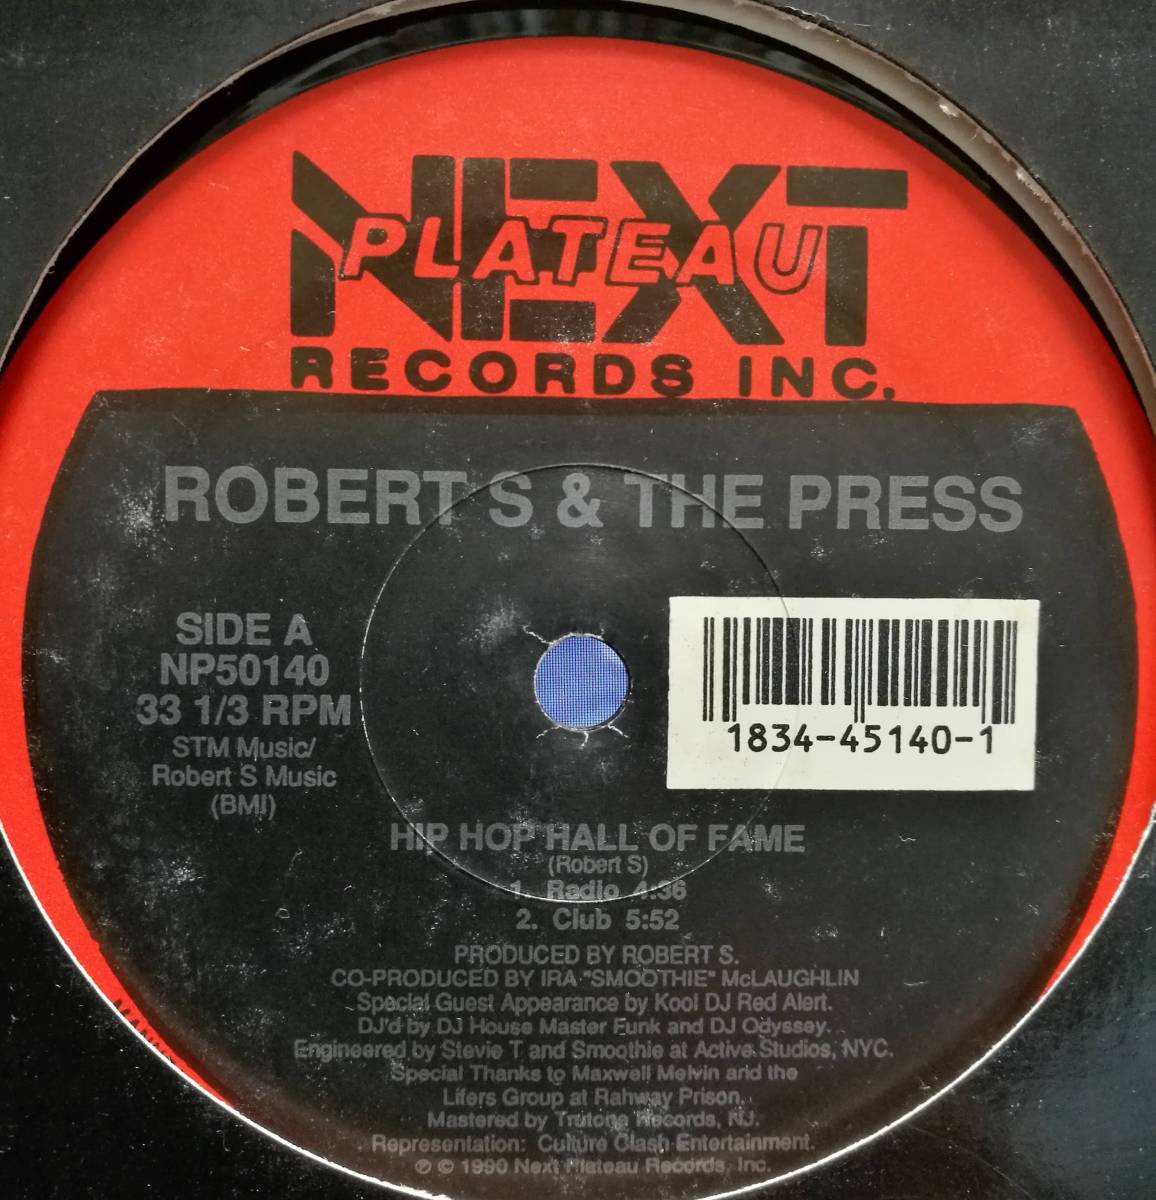 NEXT
PLATEAU
RECORDS INC.
ROBERT S & THE PRESS
SIDE A
NP50140
33 1/3 RPM
STM Music/
Robert S Music
(BMI)
1834-45140-1
HIP HOP HALL OF FAME
(Robert S)
1. Radio 4:36
2. Club 5:52
PRODUCED BY ROBERT S.
CO-PRODUCED BY IRA "SMOOTHIE" McLAUGHLIN
Special Guest Appearance by Kool DJ Red Alert.
DJ'd by DJ House Master Funk and DJ Odyssey.
Engineered by Stevie T and Smoothie at Active Studios, NYC.
Special Thanks to Maxwell Melvin and the
Lifers Group at Rahway Prison.
Mastered by Trutone Records, NJ.
Representation: Culture Clash Entertainment.
℗ © 1990 Next Plateau Records, Inc.